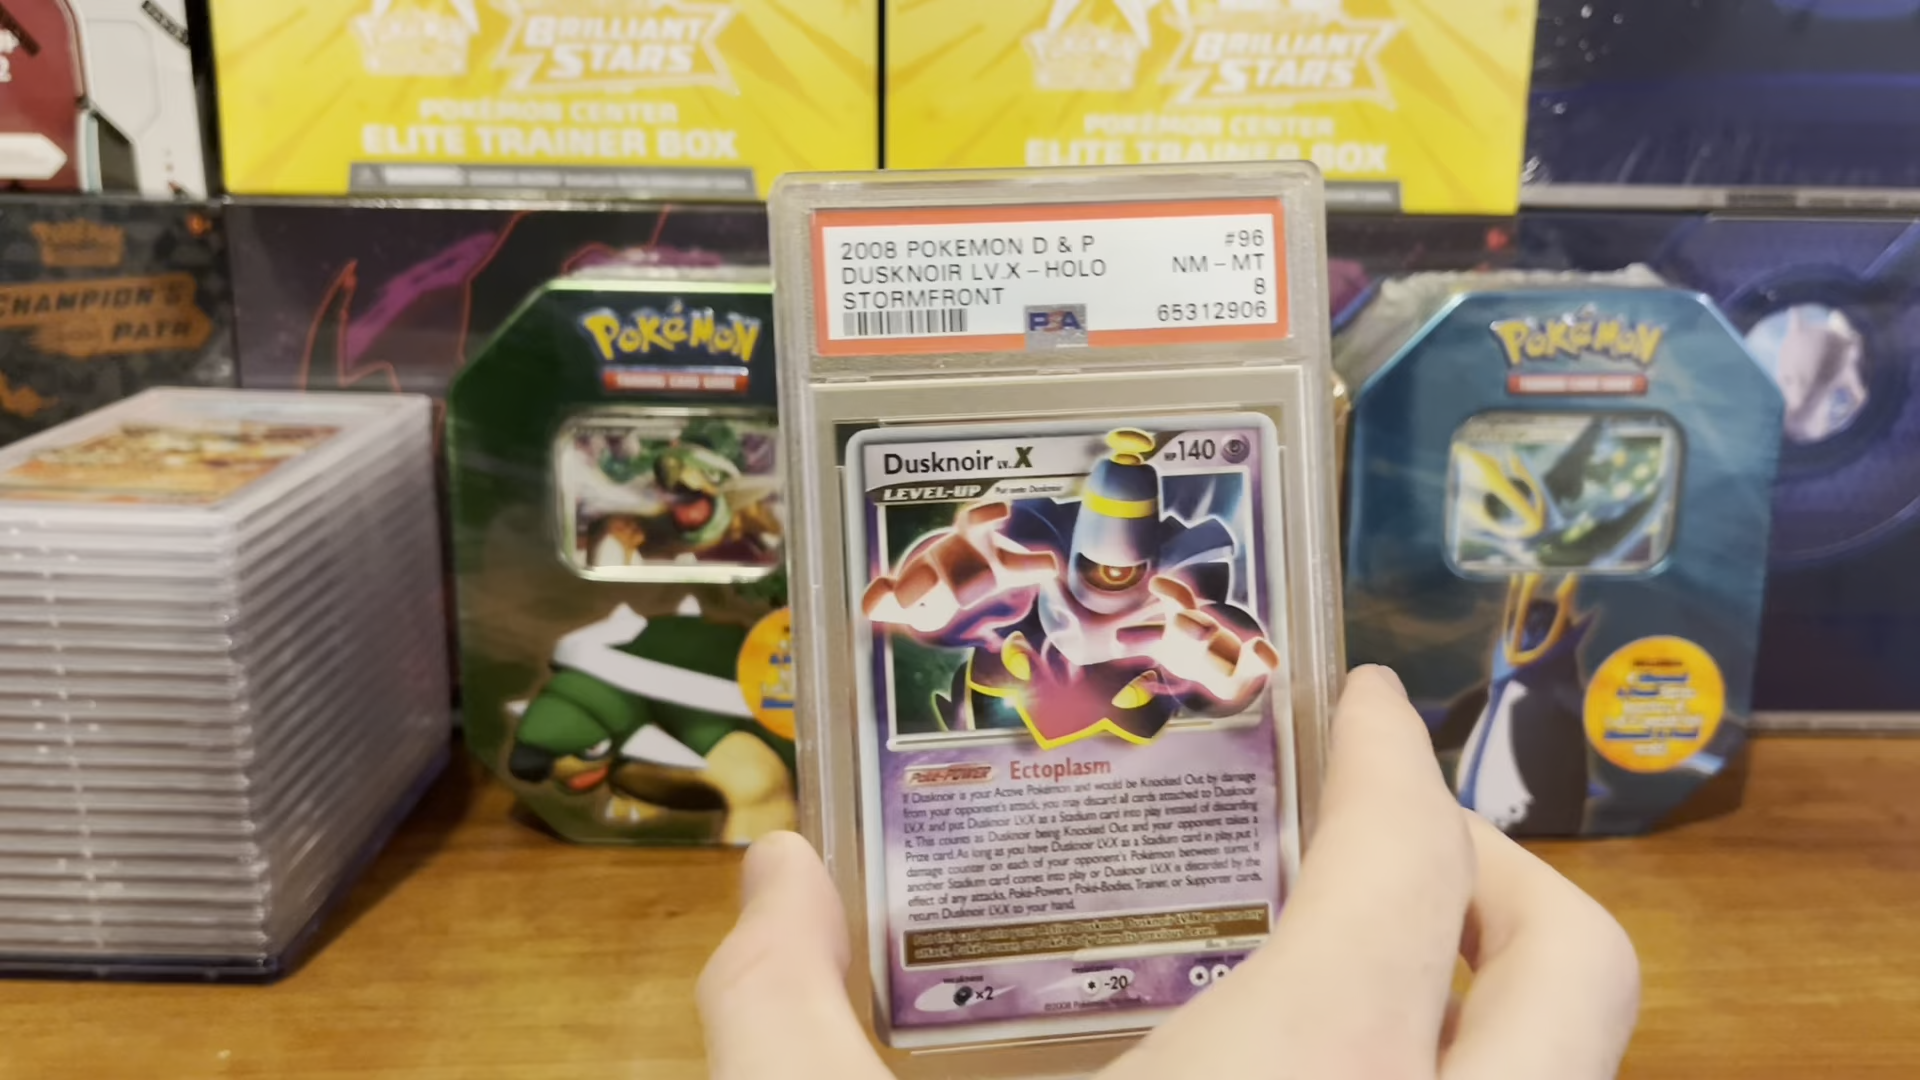 BRILLIANT
STARS
POKÉMON CENTER
ELITE TRAINER BOX
WARNING:
BRILLIANT
STARS
POKÉMON CENTER
ELITE TRAINER BOX
2
CHAMPION'S
PATH
POKéMON
TRADING CARD GAME
POKéMON
TRADING CARD GAME
2008 POKEMON D & P #96
DUSKNOIR LV.X - HOLO NM - MT
STORMFRONT 8
PSA 65312906
Dusknoir LV.X HP140
LEVEL-UP Put onto Dusknoir
Poké-POWER Ectoplasm
If Dusknoir is your Active Pokémon and would be Knocked Out by damage
from your opponent's attack, you may discard all cards attached to Dusknoir
LV.X and put Dusknoir LV.X as a Stadium card into play instead of discarding
it. This counts as Dusknoir being Knocked Out and your opponent takes a
Prize card. As long as you have Dusknoir LV.X as a Stadium card in play, put 1
damage counter on each of your opponent's Pokémon between turns. If
another Stadium card comes into play or Dusknoir LV.X is discarded by the
effect of any attacks, Poké-Powers, Poké-Bodies, Trainer, or Supporter cards,
return Dusknoir LV.X to your hand.
weakness
×2
resistance
-20